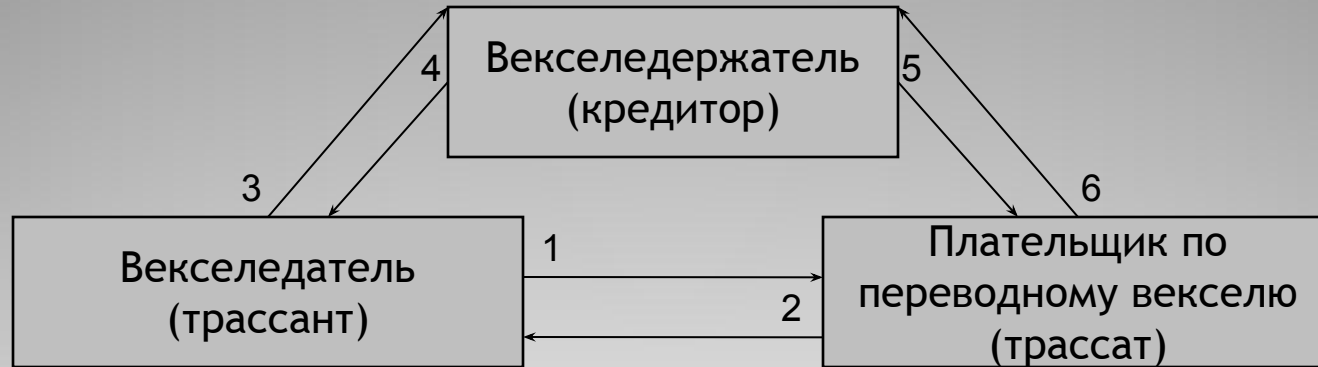 4
Векселедержатель
(кредитор)
5
3
6
Векселедатель
(трассант)
1
2
Плательщик по
переводному векселю
(трассат)